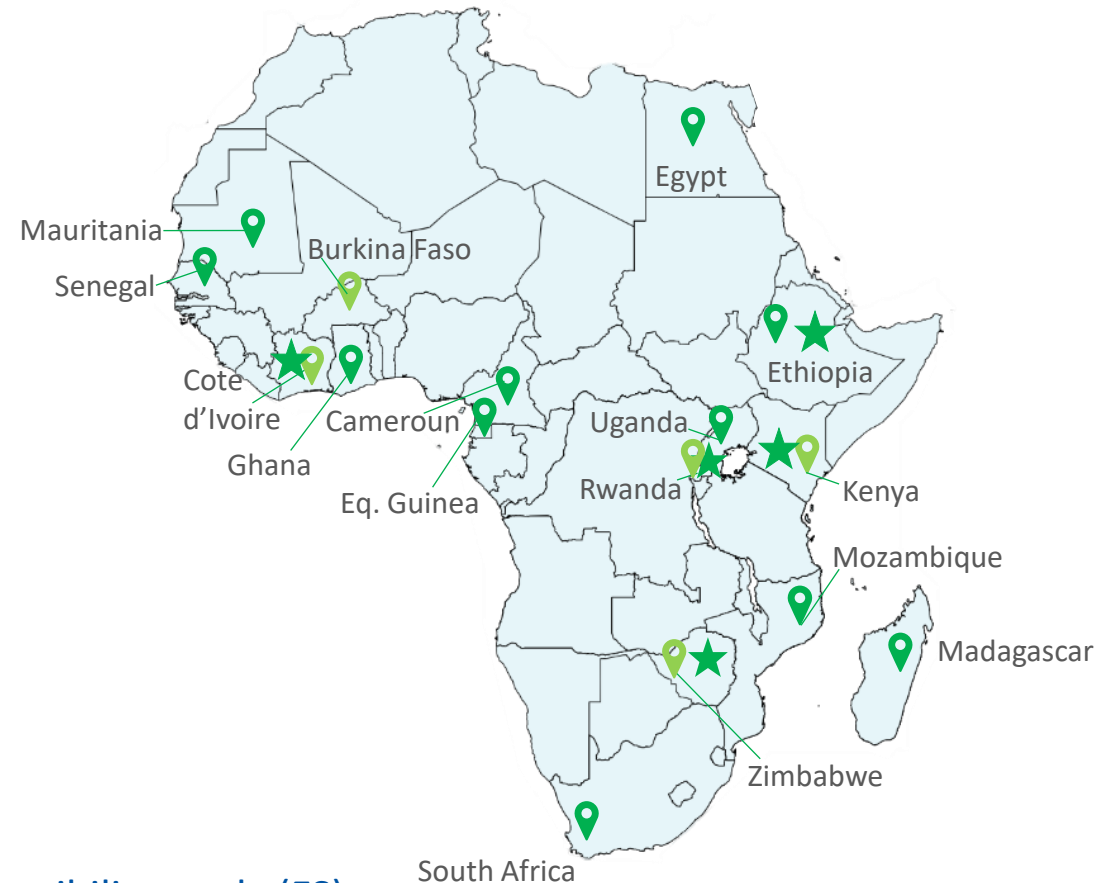 Egypt
Mauritania
Burkina Faso
Senegal
Ethiopia
Cote
d’Ivoire
Cameroun
Uganda
Ghana
Rwanda
Kenya
Eq. Guinea
Mozambique
Madagascar
Zimbabwe
South Africa
(FS)